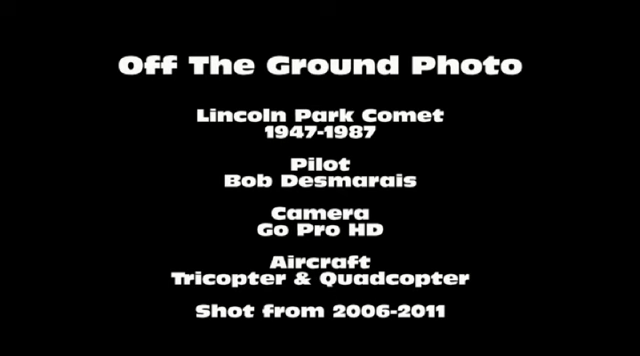 Off The Ground Photo
Lincoln Park Comet
1947-1987
Pilot
Bob Desmarais
Camera
Go Pro HD
Aircraft
Tricopter & Quadcopter
Shot from 2006-2011